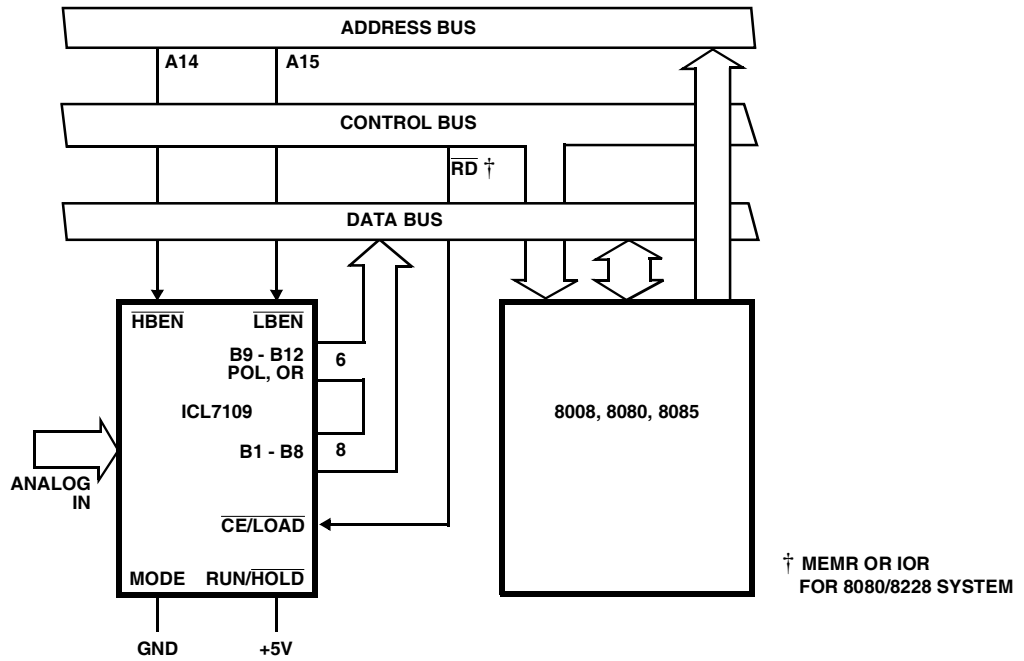 ADDRESS BUS
A14
A15
CONTROL BUS
RD †
DATA BUS
HBEN
LBEN
B9 - B12
POL, OR
6
ICL7109
8008, 8080, 8085
B1 - B8
8
ANALOG
IN
CE/LOAD
MODE
RUN/HOLD
† MEMR OR IOR
FOR 8080/8228 SYSTEM
GND
+5V